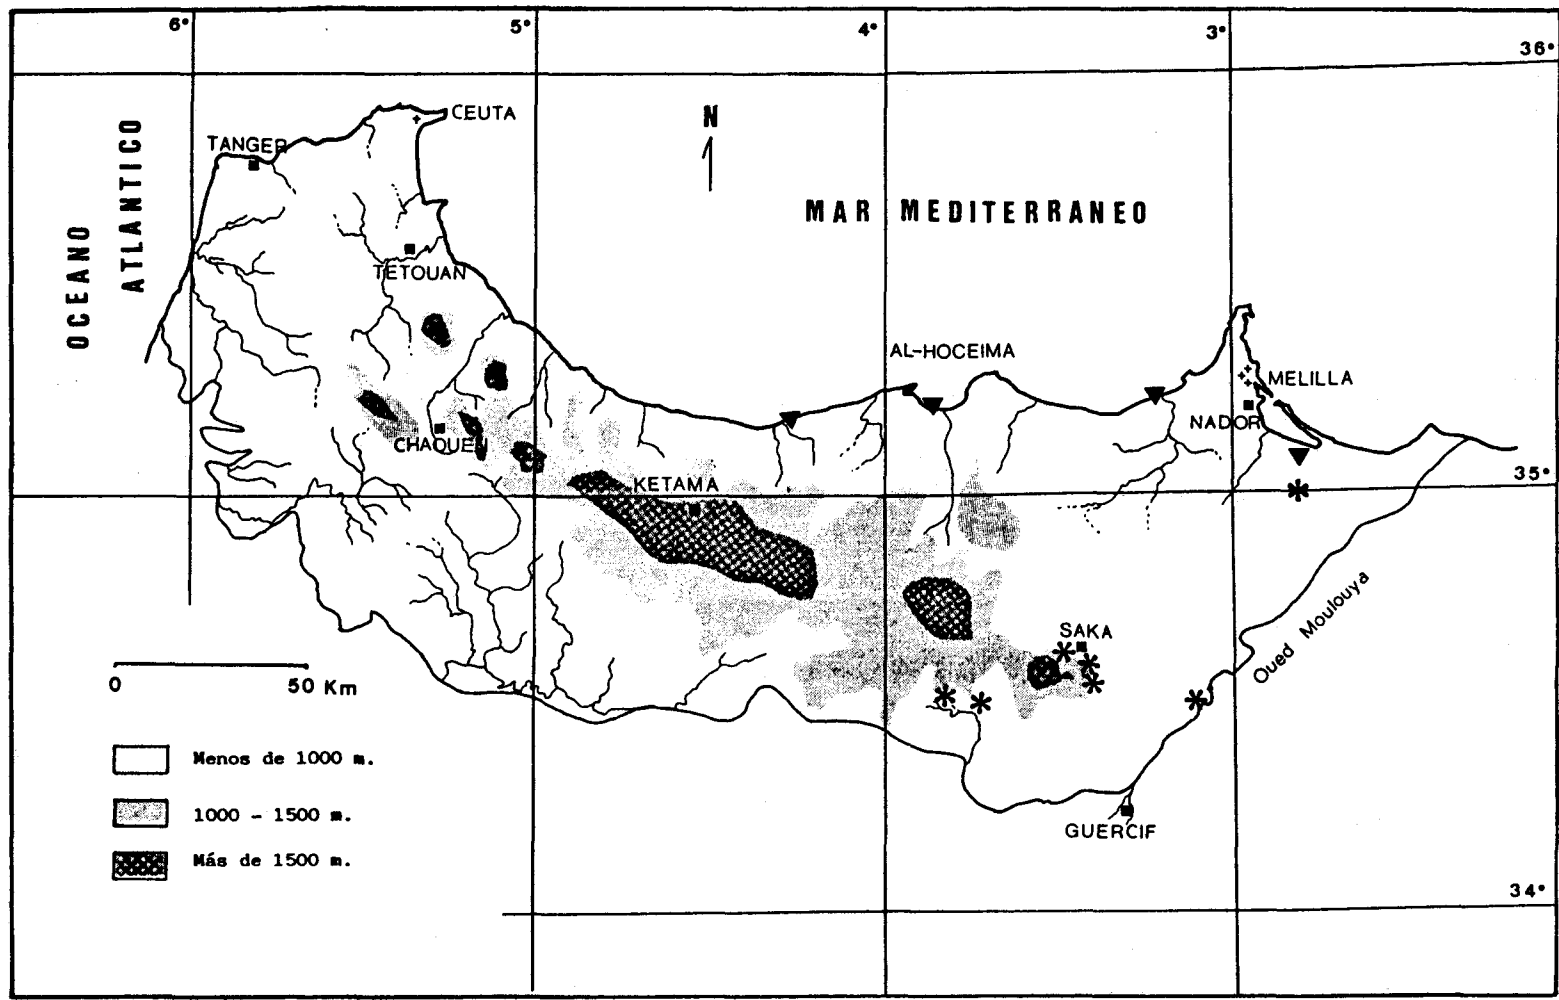 6° 5° 4° 3°
36°
CEUTA
TANGER
N
OCEANO
ATLANTICO
MAR MEDITERRANEO
TETOUAN
AL-HOCEIMA
MELILLA
NADOR
CHAOUEN
35°
KETAMA
Oued Moulouya
SAKA
0 50 Km
Menos de 1000 m.
1000 - 1500 m.
Más de 1500 m.
GUERCIF
34°